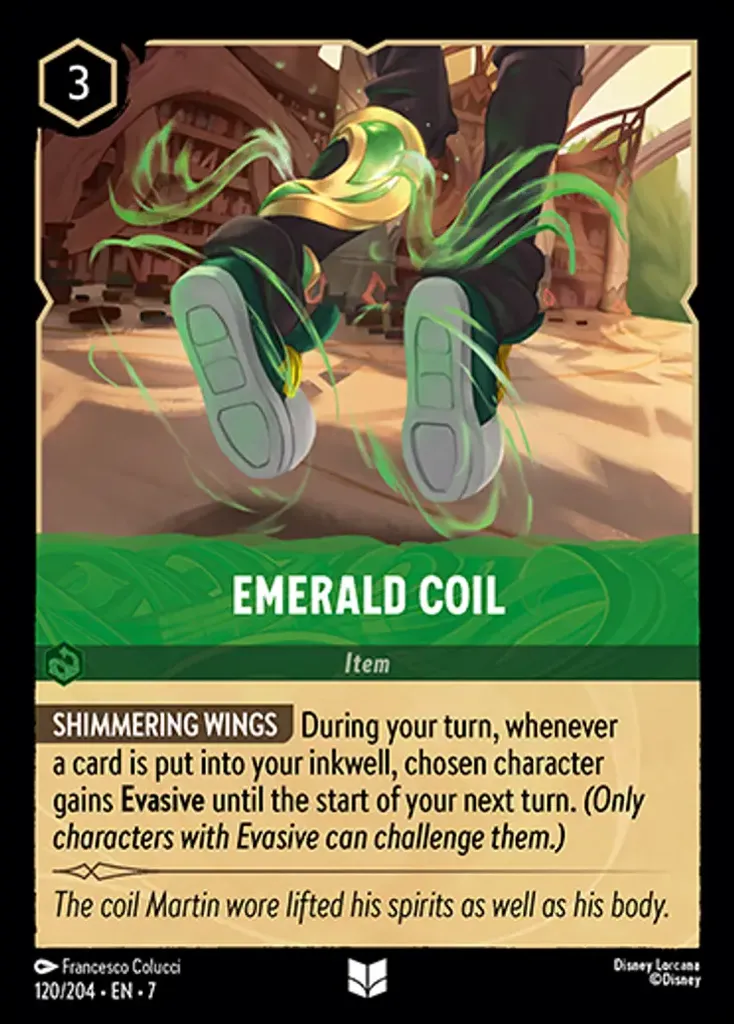 3
EMERALD COIL
Item
SHIMMERING WINGS During your turn, whenever
a card is put into your inkwell, chosen character
gains Evasive until the start of your next turn. (Only
characters with Evasive can challenge them.)
The coil Martin wore lifted his spirits as well as his body.
Francesco Colucci
120/204 • EN • 7
Disney Lorcana
©Disney